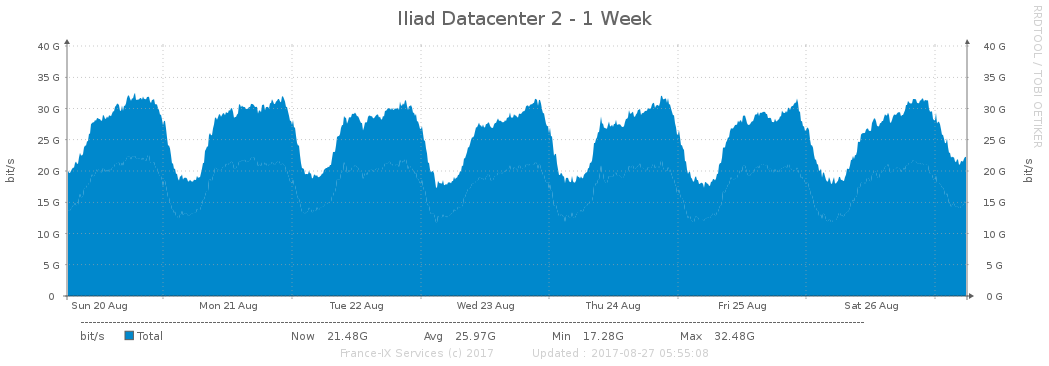 Iliad Datacenter 2 - 1 Week
RRDTOOL / TOBI OETIKER
bit/s
40 G 40 G
35 G 35 G
30 G 30 G
25 G 25 G
20 G 20 G
15 G 15 G
10 G 10 G
5 G 5 G
0 0 G
bit/s
Sun 20 Aug Mon 21 Aug Tue 22 Aug Wed 23 Aug Thu 24 Aug Fri 25 Aug Sat 26 Aug
bit/s Total Now 21.48G Avg 25.97G Min 17.28G Max 32.48G
France-IX Services (c) 2017 Updated : 2017-08-27 05:55:08